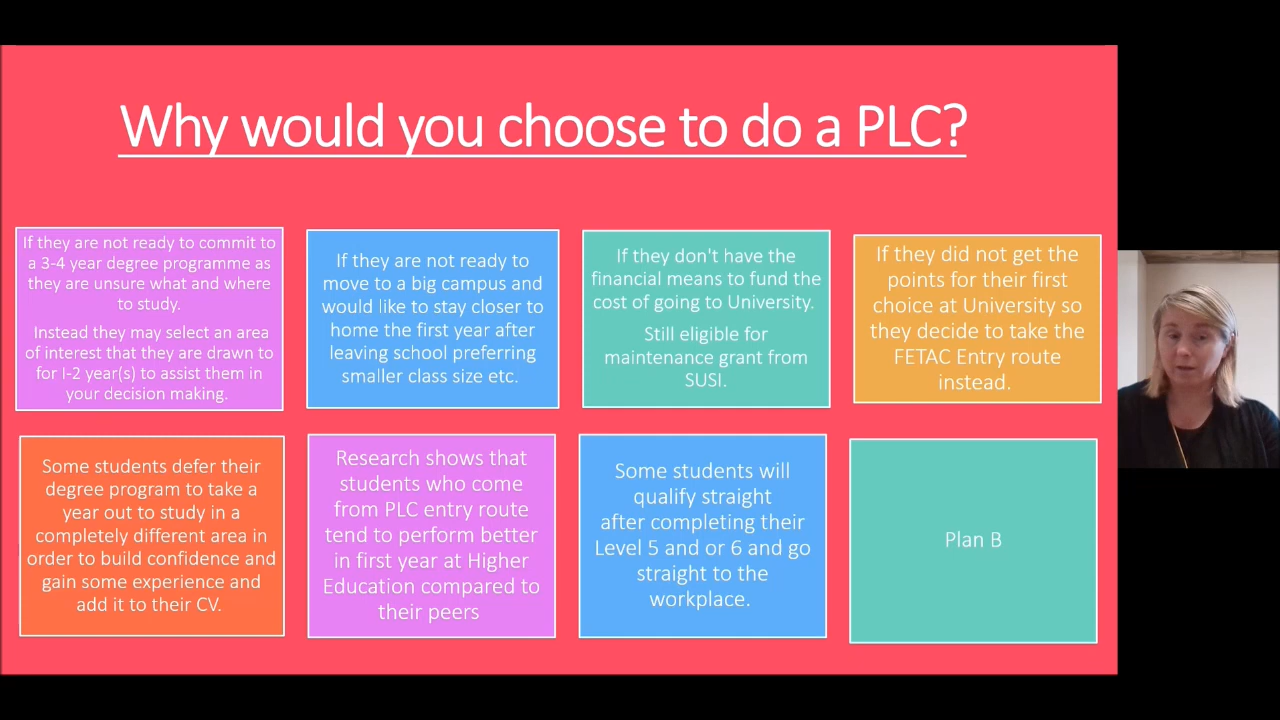 Why would you choose to do a PLC?
If they are not ready to commit to
a 3-4 year degree programme as
they are unsure what and where
to study.
Instead they may select an area
of interest that they are drawn to
for I-2 year(s) to assist them in
your decision making.
If they are not ready to
move to a big campus and
would like to stay closer to
home the first year after
leaving school preferring
smaller class size etc.
If they don't have the
financial means to fund the
cost of going to University.
Still eligible for
maintenance grant from
SUSI.
If they did not get the
points for their first
choice at University so
they decide to take the
FETAC Entry route
instead.
Some students defer their
degree program to take a
year out to study in a
completely different area in
order to build confidence and
gain some experience and
add it to their CV.
Research shows that
students who come
from PLC entry route
tend to perform better
in first year at Higher
Education compared to
their peers
Some students will
qualify straight
after completing their
Level 5 and or 6 and go
straight to the
workplace.
Plan B